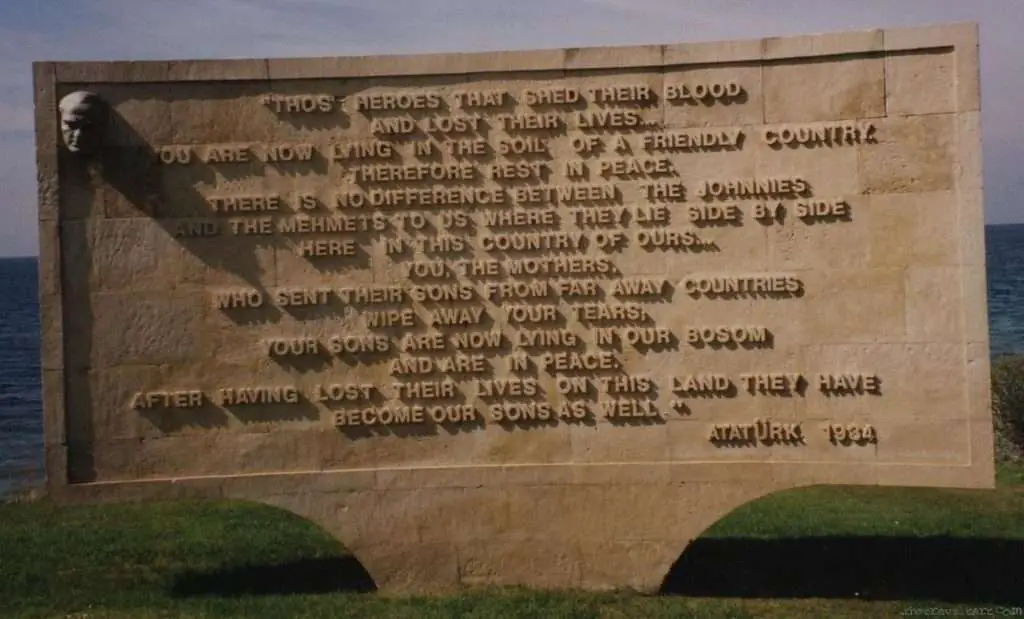 "THOS HEROES THAT SHED THEIR BLOOD
AND LOST THEIR LIVES...
OU ARE NOW LYING IN THE SOIL OF A FRIENDLY COUNTRY.
THEREFORE REST IN PEACE.
THERE IS NO DIFFERENCE BETWEEN THE JOHNNIES
AND THE MEHMETS TO US WHERE THEY LIE SIDE BY SIDE
HERE IN THIS COUNTRY OF OURS...
YOU, THE MOTHERS,
WHO SENT THEIR SONS FROM FAR AWAY COUNTRIES
WIPE AWAY YOUR TEARS;
YOUR SONS ARE NOW LYING IN OUR BOSOM
AND ARE IN PEACE.
AFTER HAVING LOST THEIR LIVES ON THIS LAND THEY HAVE
BECOME OUR SONS AS WELL."
ATATÜRK, 1934